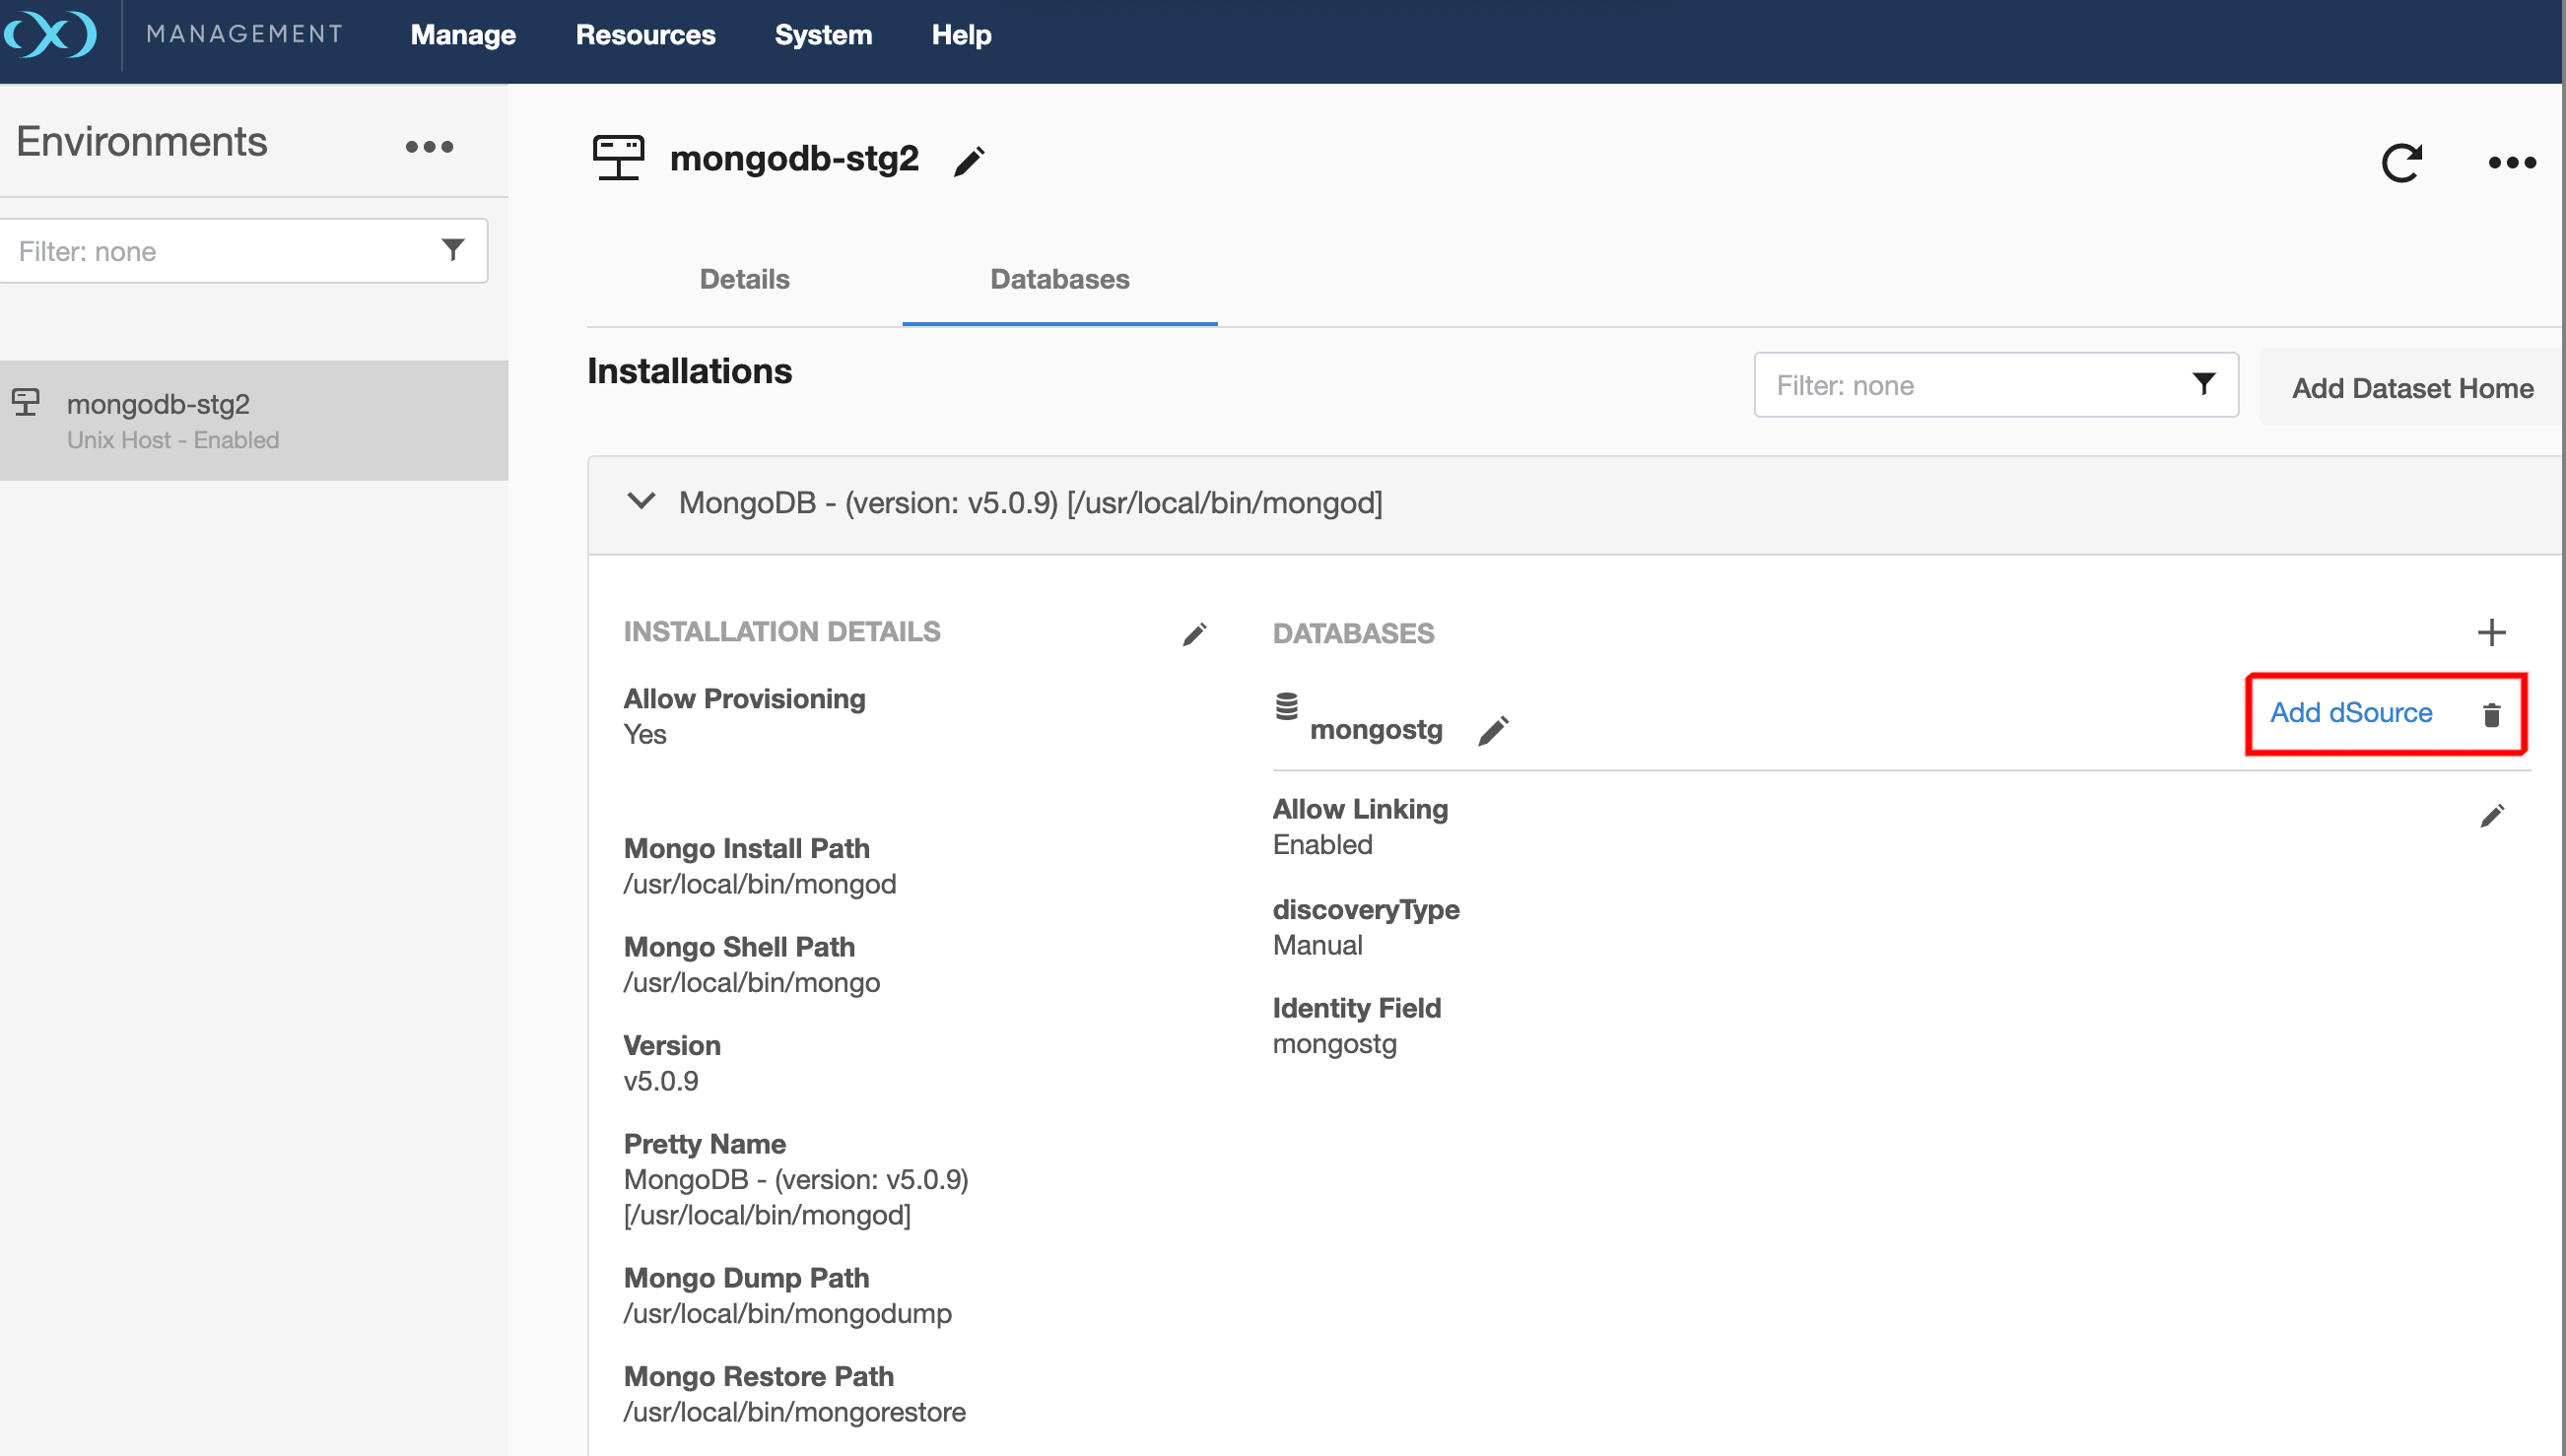 MANAGEMENT
Manage
Resources
System
Help
Environments
Filter: none
mongodb-stg2
Unix Host - Enabled
mongodb-stg2
Details
Databases
Installations
Filter: none
Add Dataset Home
MongoDB - (version: v5.0.9) [/usr/local/bin/mongod]
INSTALLATION DETAILS
Allow Provisioning
Yes
Mongo Install Path
/usr/local/bin/mongod
Mongo Shell Path
/usr/local/bin/mongo
Version
v5.0.9
Pretty Name
MongoDB - (version: v5.0.9)
[/usr/local/bin/mongod]
Mongo Dump Path
/usr/local/bin/mongodump
Mongo Restore Path
/usr/local/bin/mongorestore
DATABASES
mongostg
Add dSource
Allow Linking
Enabled
discoveryType
Manual
Identity Field
mongostg